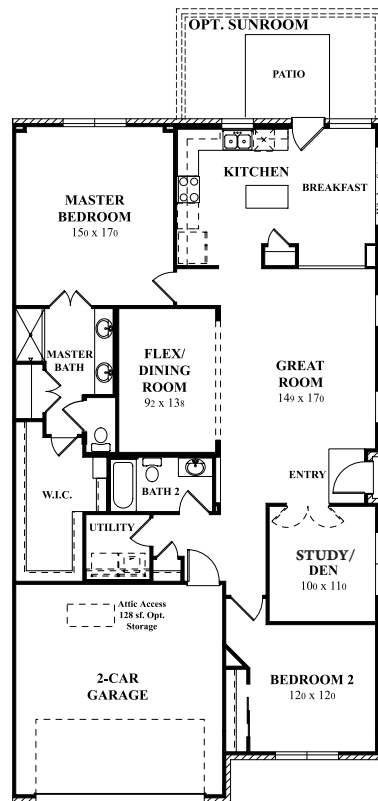 OPT. SUNROOM
PATIO
KITCHEN
BREAKFAST
MASTER
BEDROOM
150 x 170
MASTER
BATH
FLEX/
DINING
ROOM
92 x 138
GREAT
ROOM
149 x 170
ENTRY
W.I.C.
BATH 2
UTILITY
STUDY/
DEN
100 x 110
Attic Access
128 sf. Opt.
Storage
2-CAR
GARAGE
BEDROOM 2
120 x 120